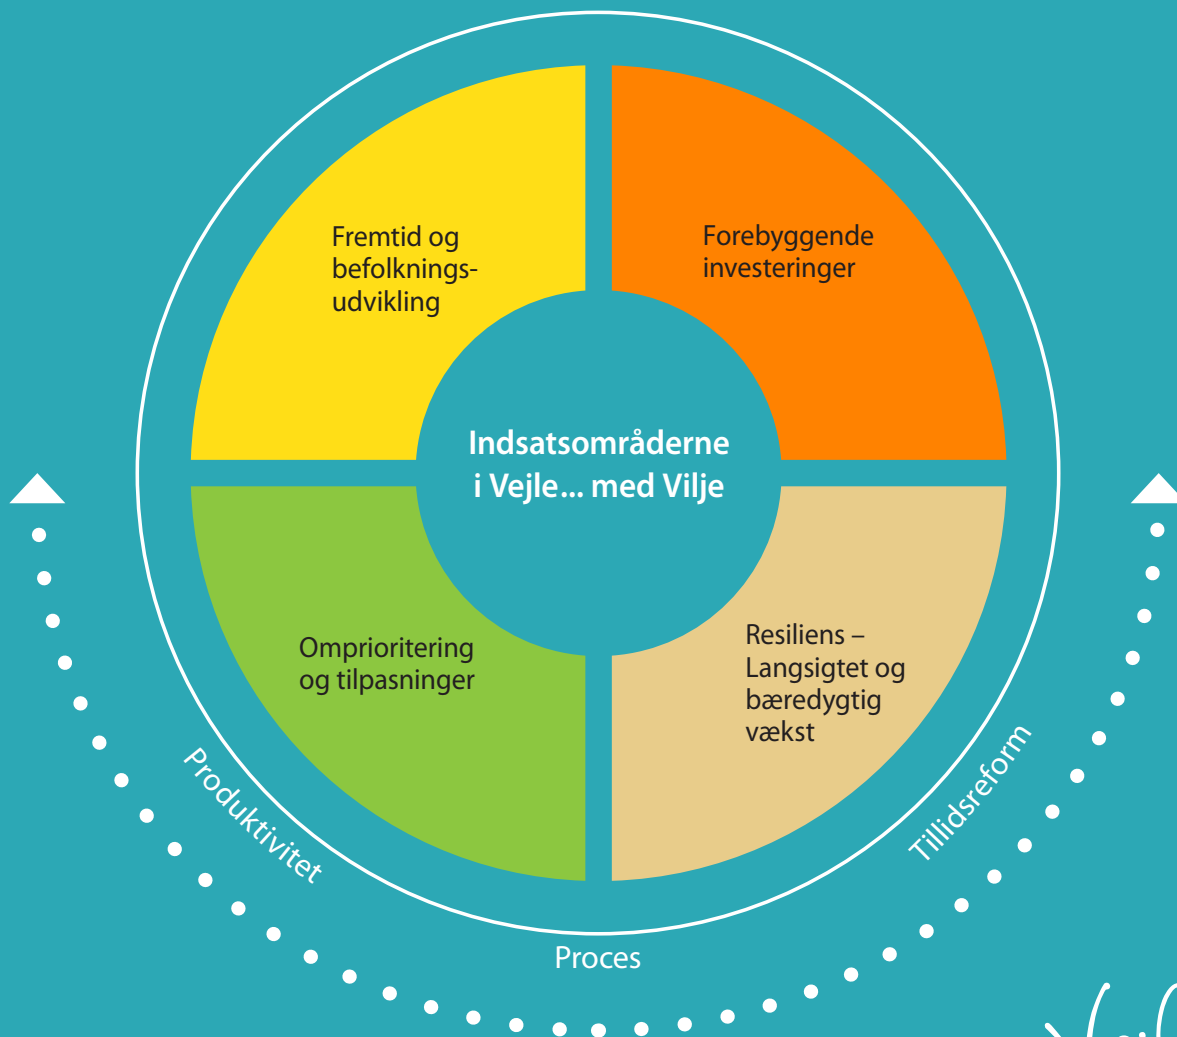 Fremtid og
befolknings-
udvikling
Forebyggende
investeringer
Indsatsområderne
i Vejle... med Vilje
Omprioritering
og tilpasninger
Resiliens –
Langsigtet og
bæredygtig
vækst
Produktivitet
Proces
Tillidsreform